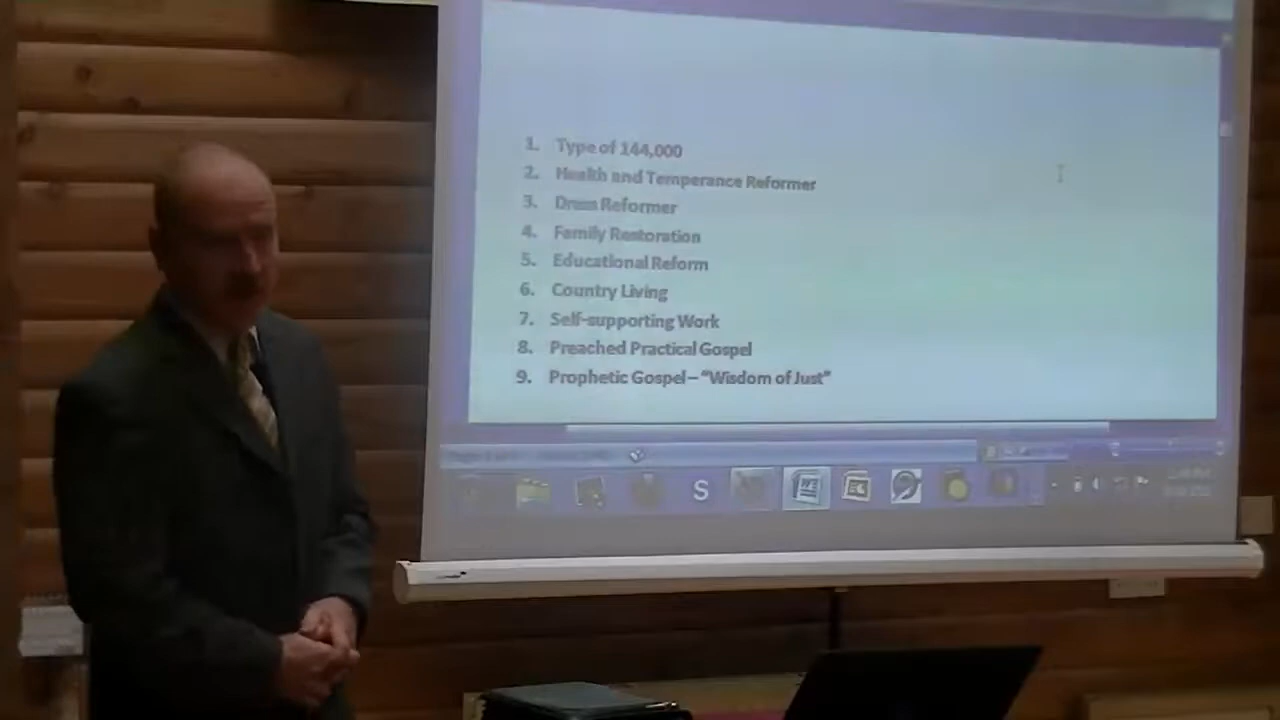 1. Type of 144,000
2. Health and Temperance Reformer
3. Dress Reformer
4. Family Restoration
5. Educational Reform
6. Country Living
7. Self-supporting Work
8. Preached Practical Gospel
9. Prophetic Gospel – "Wisdom of Just"
S